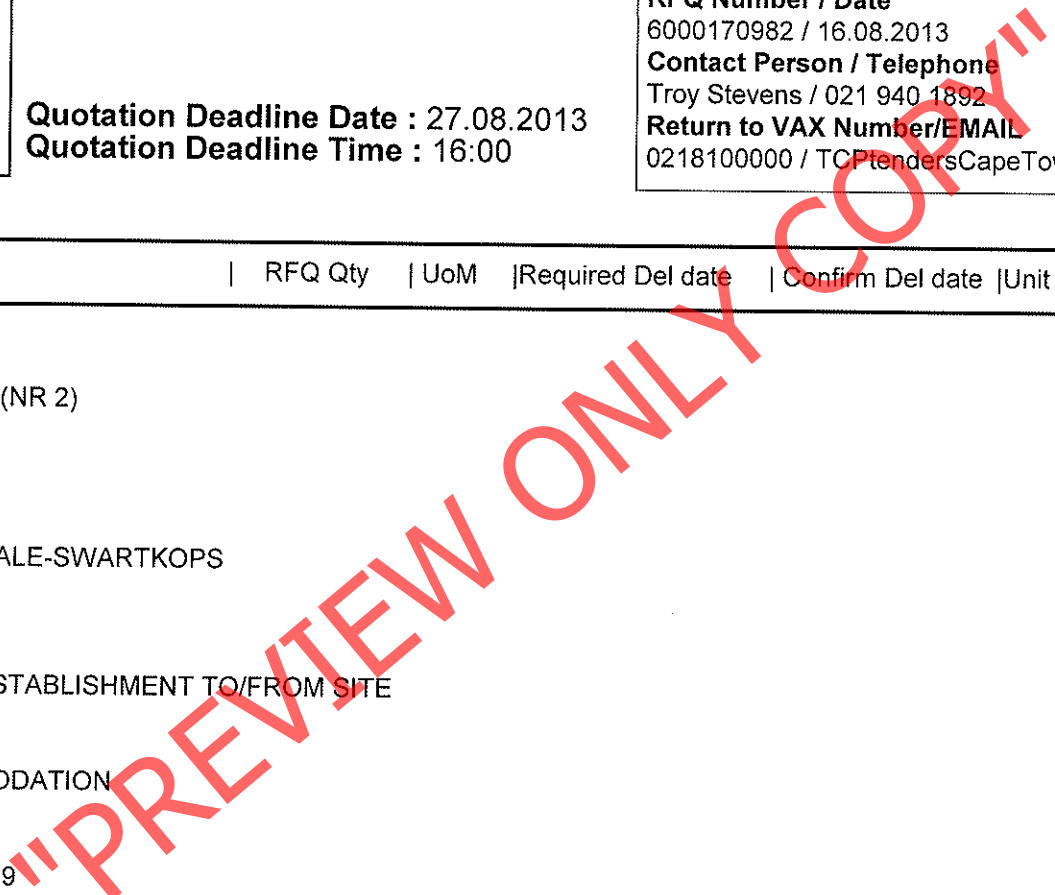 RFQ Number / Date
6000170982 / 16.08.2013
Contact Person / Telephone
Troy Stevens / 021 940 1892
Return to VAX Number/EMAIL
0218100000 / TCPtendersCapeTow
Quotation Deadline Date : 27.08.2013
Quotation Deadline Time : 16:00
| RFQ Qty | UoM |Required Del date | Confirm Del date |Unit
(NR 2)
ALE-SWARTKOPS
STABLISHMENT TO/FROM SITE
ODATION
9
"PREVIEW ONLY COPY"